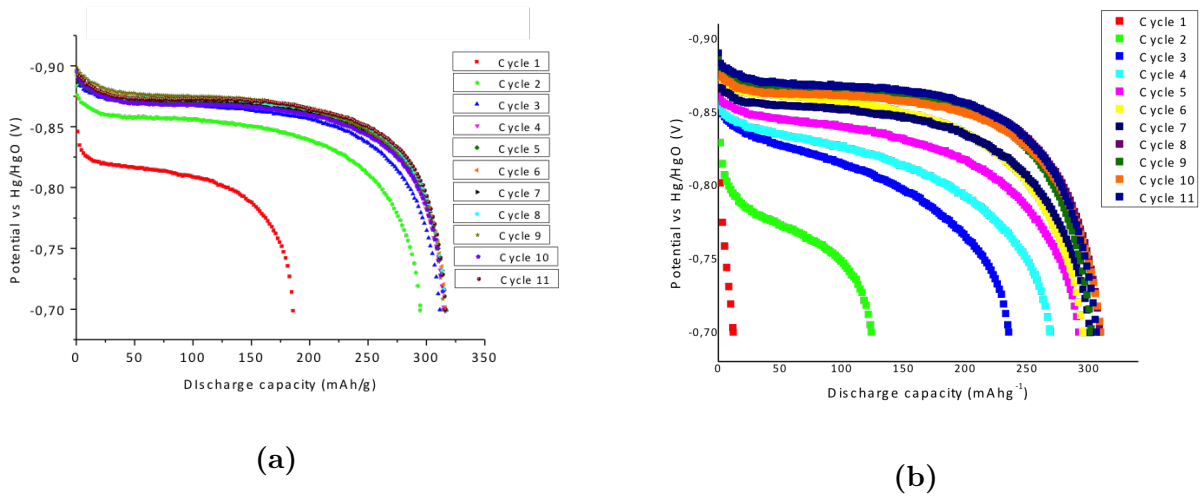 -0,90
-0,85
-0,80
-0,75
-0,70
Potential vs Hg/HgO (V)
0 50 100 150 200 250 300 350
DIscharge capacity (mAh/g)
Cycle 1
Cycle 2
Cycle 3
Cycle 4
Cycle 5
Cycle 6
Cycle 7
Cycle 8
Cycle 9
Cycle 10
Cycle 11
(a)
-0,90
-0,85
-0,80
-0,75
-0,70
Potential vs Hg/HgO (V)
0 50 100 150 200 250 300
Discharge capacity (mAhg⁻¹)
Cycle 1
Cycle 2
Cycle 3
Cycle 4
Cycle 5
Cycle 6
Cycle 7
Cycle 8
Cycle 9
Cycle 10
Cycle 11
(b)